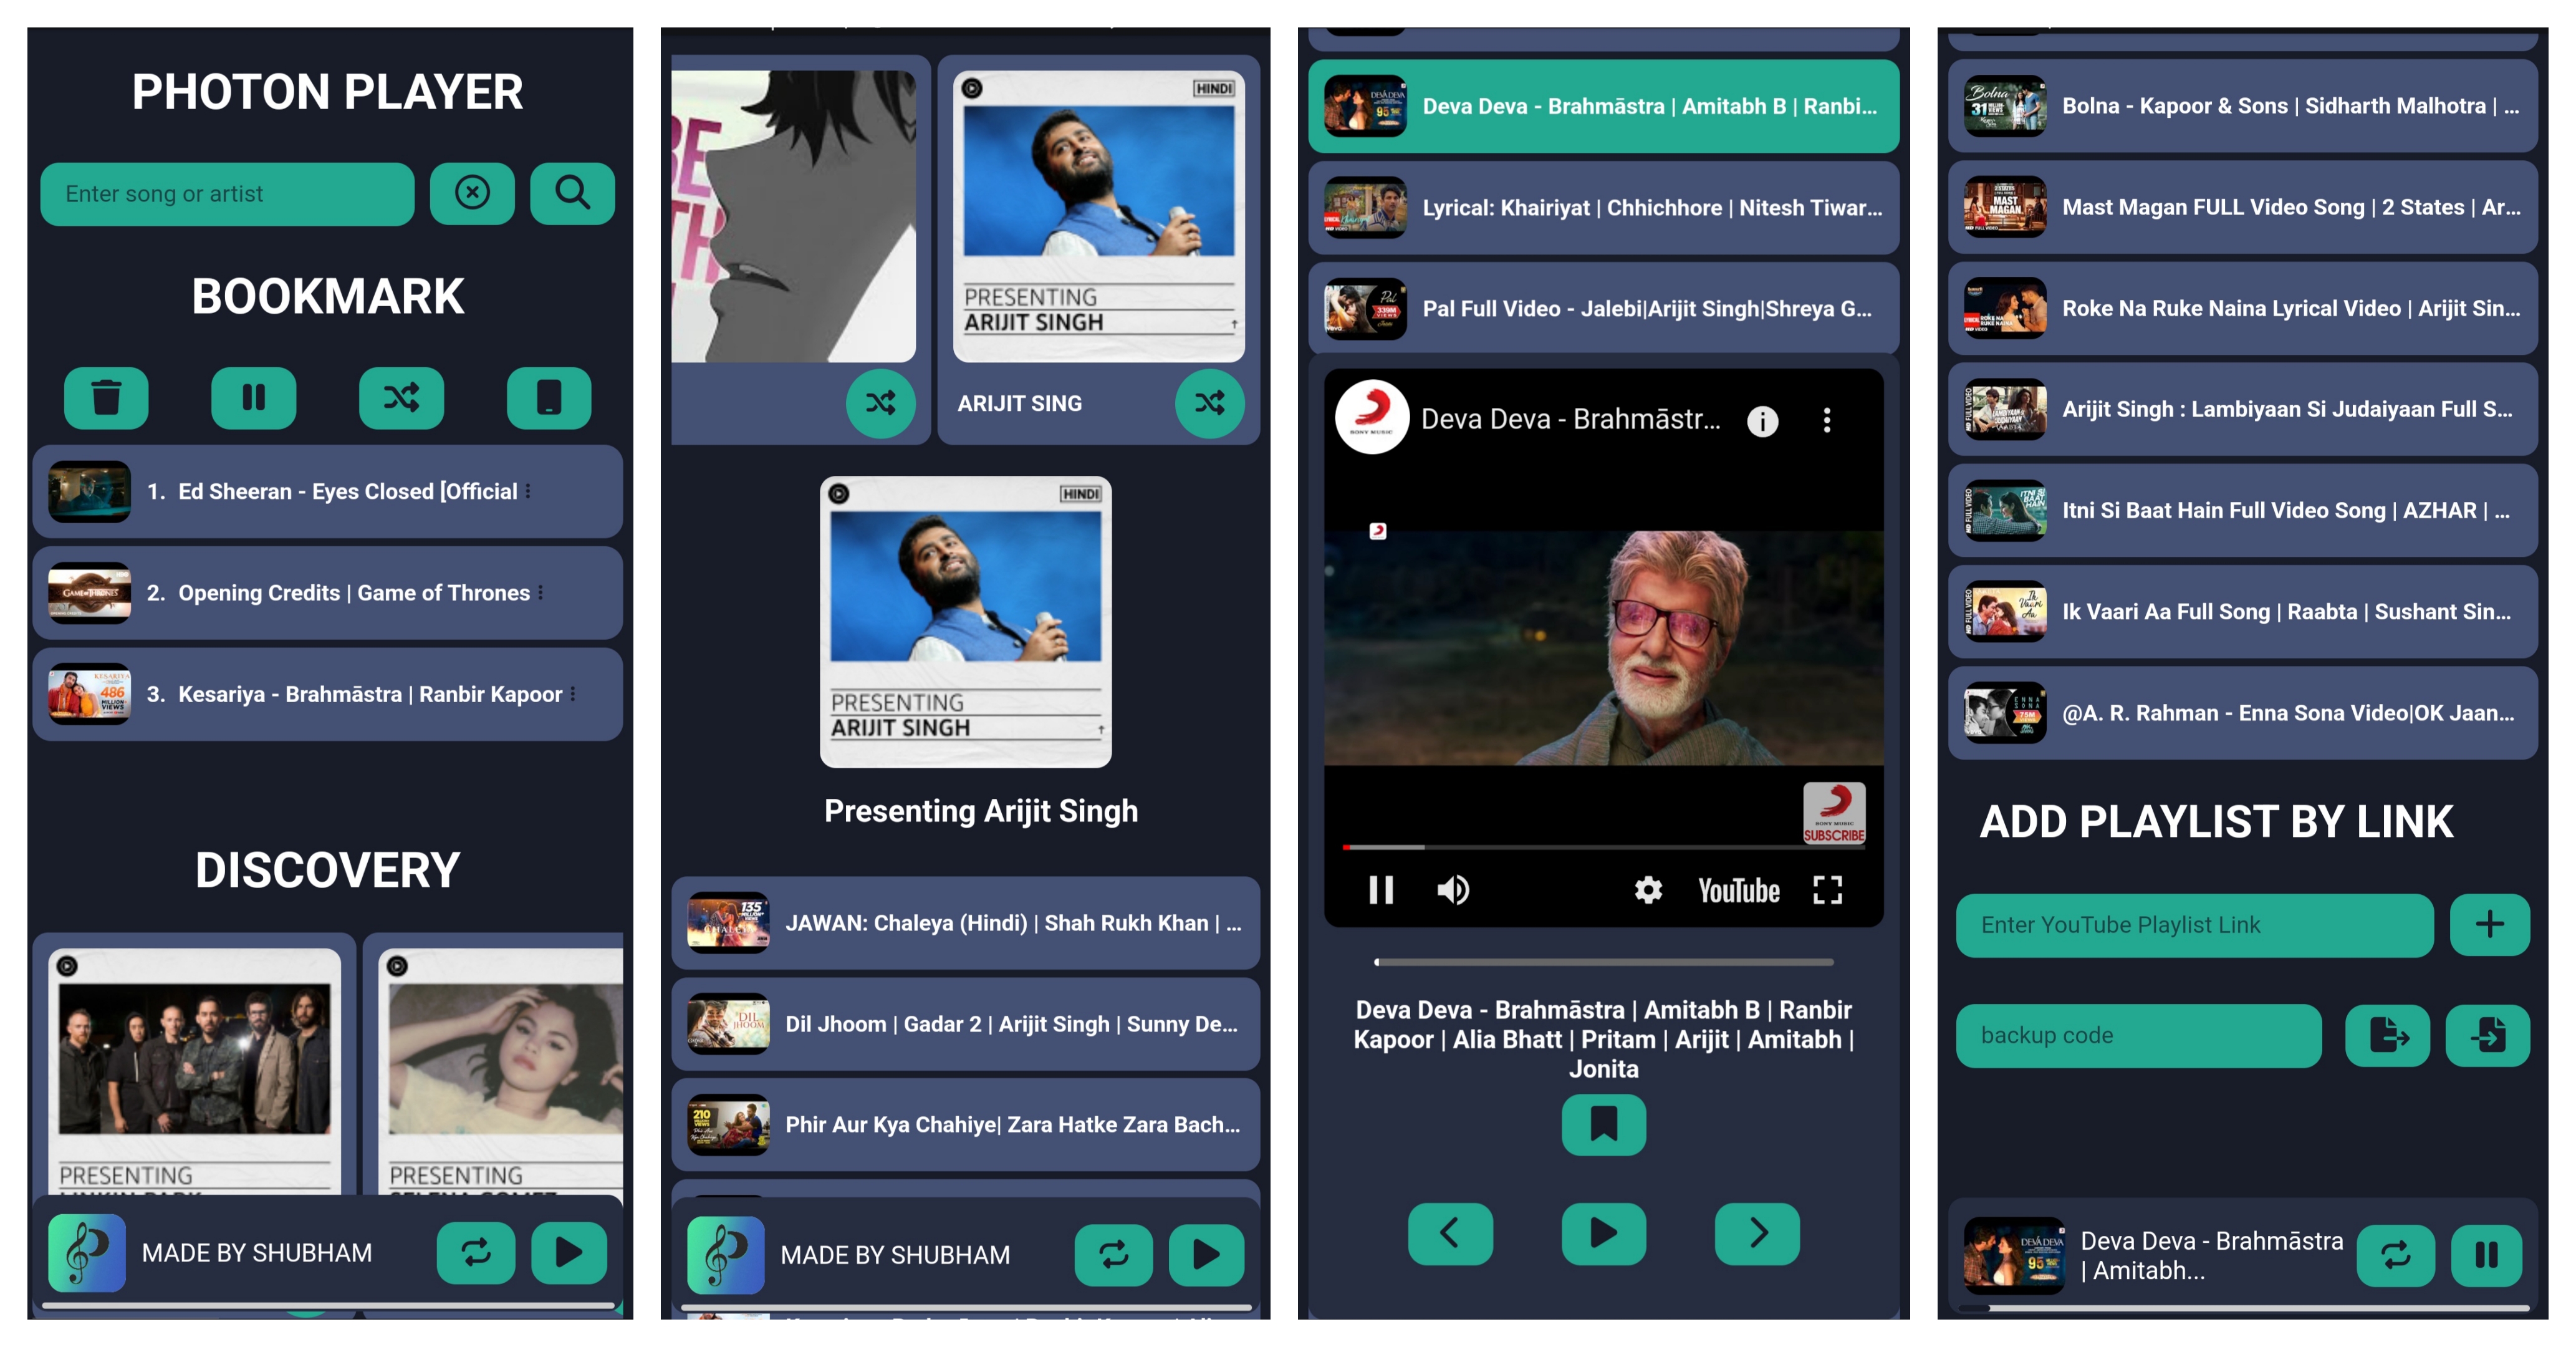 PHOTON PLAYER
Enter song or artist
BOOKMARK
1. Ed Sheeran - Eyes Closed [Official
2. Opening Credits | Game of Thrones
3. Kesariya - Brahmāstra | Ranbir Kapoor
DISCOVERY
PRESENTING
PRESENTING
MADE BY SHUBHAM
HINDI
PRESENTING
ARIJIT SINGH
ARIJIT SING
HINDI
PRESENTING
ARIJIT SINGH
Presenting Arijit Singh
JAWAN: Chaleya (Hindi) | Shah Rukh Khan | ...
Dil Jhoom | Gadar 2 | Arijit Singh | Sunny De...
Phir Aur Kya Chahiye| Zara Hatke Zara Bach...
MADE BY SHUBHAM
Deva Deva - Brahmāstra | Amitabh B | Ranbi...
Lyrical: Khairiyat | Chhichhore | Nitesh Tiwar...
Pal Full Video - Jalebi|Arijit Singh|Shreya G...
SONY MUSIC
Deva Deva - Brahmāstr...
SONY MUSIC
SUBSCRIBE
YouTube
Deva Deva - Brahmāstra | Amitabh B | Ranbir
Kapoor | Alia Bhatt | Pritam | Arijit | Amitabh |
Jonita
Bolna - Kapoor & Sons | Sidharth Malhotra | ...
Mast Magan FULL Video Song | 2 States | Ar...
Roke Na Ruke Naina Lyrical Video | Arijit Sin...
Arijit Singh : Lambiyaan Si Judaiyaan Full S...
Itni Si Baat Hain Full Video Song | AZHAR | ...
Ik Vaari Aa Full Song | Raabta | Sushant Sin...
@A. R. Rahman - Enna Sona Video|OK Jaan...
ADD PLAYLIST BY LINK
Enter YouTube Playlist Link
backup code
Deva Deva - Brahmāstra
| Amitabh...